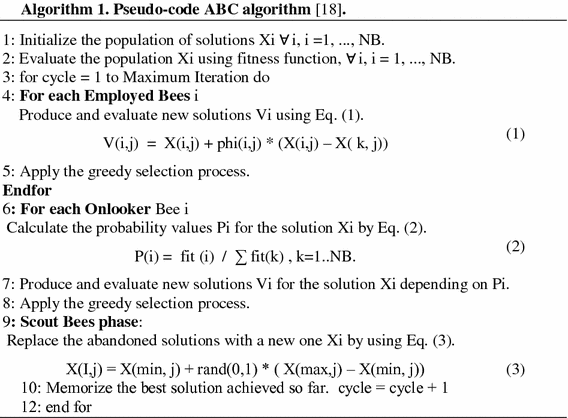 Algorithm 1. Pseudo-code ABC algorithm [18].
1: Initialize the population of solutions Xi ∀ i, i =1, ..., NB.
2: Evaluate the population Xi using fitness function, ∀ i, i = 1, ..., NB.
3: for cycle = 1 to Maximum Iteration do
4: For each Employed Bees i
Produce and evaluate new solutions Vi using Eq. (1).
V(i,j) = X(i,j) + phi(i,j) * (X(i,j) – X( k, j)) (1)
5: Apply the greedy selection process.
Endfor
6: For each Onlooker Bee i
Calculate the probability values Pi for the solution Xi by Eq. (2).
P(i) = fit (i) / ∑ fit(k) , k=1..NB. (2)
7: Produce and evaluate new solutions Vi for the solution Xi depending on Pi.
8: Apply the greedy selection process.
9: Scout Bees phase:
Replace the abandoned solutions with a new one Xi by using Eq. (3).
X(I,j) = X(min, j) + rand(0,1) * ( X(max,j) – X(min, j)) (3)
10: Memorize the best solution achieved so far. cycle = cycle + 1
12: end for